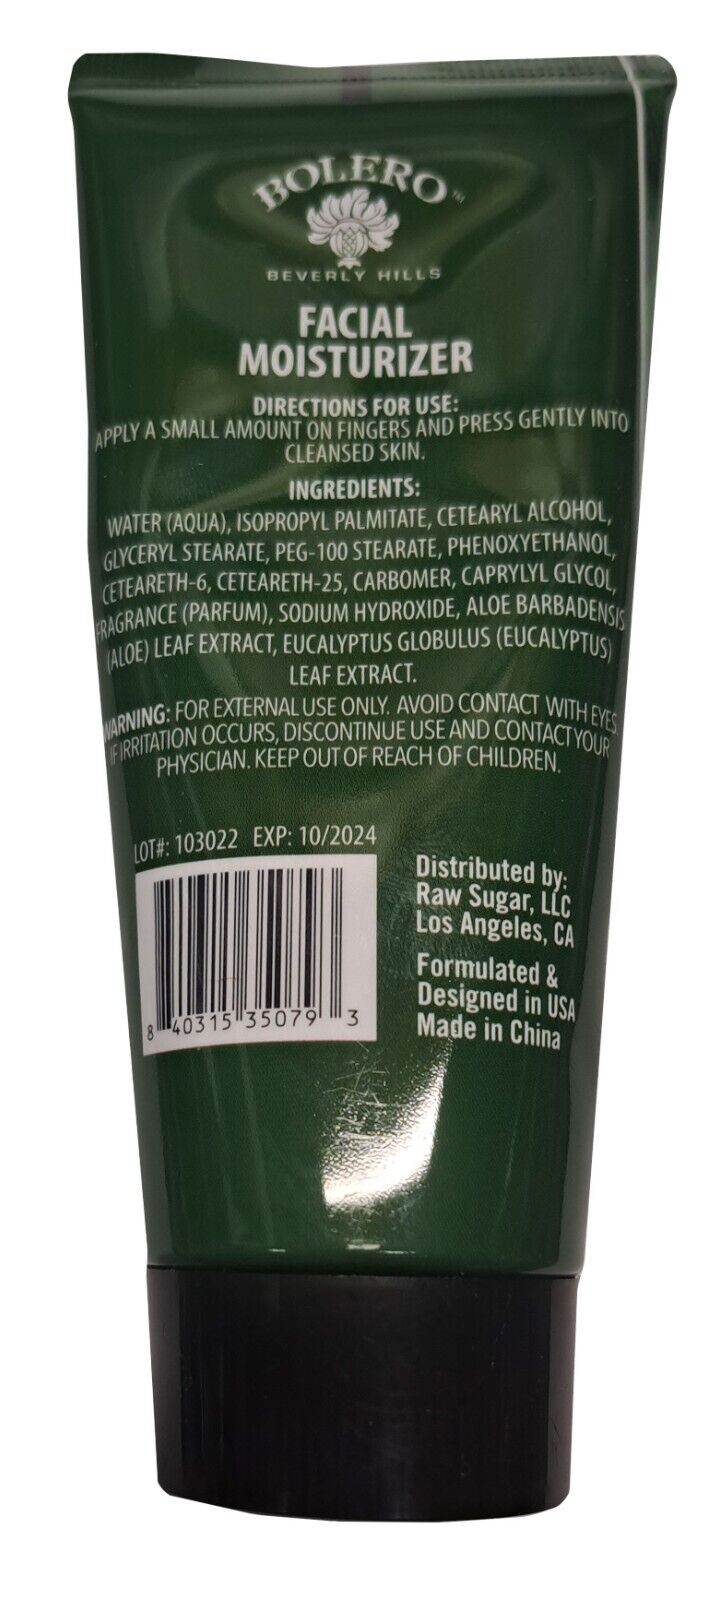 BOLERO™
BEVERLY HILLS
FACIAL
MOISTURIZER
DIRECTIONS FOR USE:
APPLY A SMALL AMOUNT ON FINGERS AND PRESS GENTLY INTO
CLEANSED SKIN.
INGREDIENTS:
WATER (AQUA), ISOPROPYL PALMITATE, CETEARYL ALCOHOL,
GLYCERYL STEARATE, PEG-100 STEARATE, PHENOXYETHANOL,
CETEARETH-6, CETEARETH-25, CARBOMER, CAPRYLYL GLYCOL,
FRAGRANCE (PARFUM), SODIUM HYDROXIDE, ALOE BARBADENSIS
(ALOE) LEAF EXTRACT, EUCALYPTUS GLOBULUS (EUCALYPTUS)
LEAF EXTRACT.
WARNING: FOR EXTERNAL USE ONLY. AVOID CONTACT WITH EYES.
IF IRRITATION OCCURS, DISCONTINUE USE AND CONTACT YOUR
PHYSICIAN. KEEP OUT OF REACH OF CHILDREN.
LOT#: 103022 EXP: 10/2024
8 40315 35079 3
Distributed by:
Raw Sugar, LLC
Los Angeles, CA
Formulated &
Designed in USA
Made in China